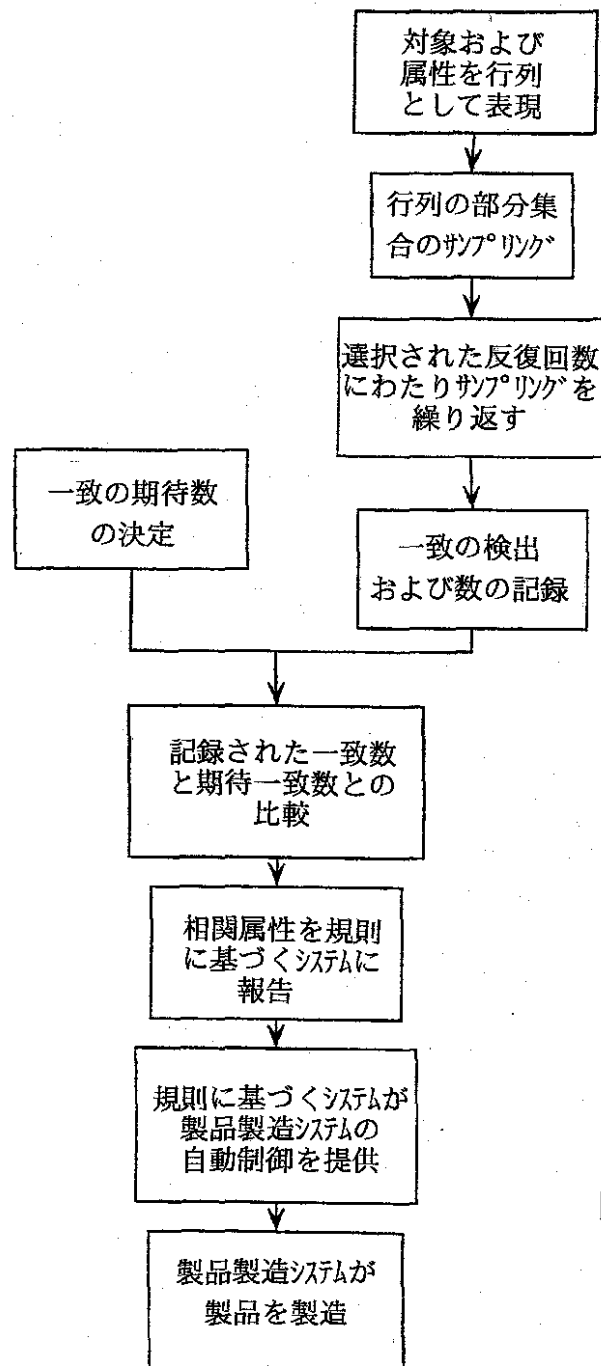 対象および
属性を行列
として表現
行列の部分集
合のｻﾝﾌﾟﾘﾝｸﾞ
選択された反復回数
にわたりｻﾝﾌﾟﾘﾝｸﾞを
繰り返す
一致の期待数
の決定
一致の検出
および数の記録
記録された一致数
と期待一致数との
比較
相関属性を規則
に基づくｼｽﾃﾑに
報告
規則に基づくｼｽﾃﾑが
製品製造ｼｽﾃﾑの
自動制御を提供
製品製造ｼｽﾃﾑが
製品を製造